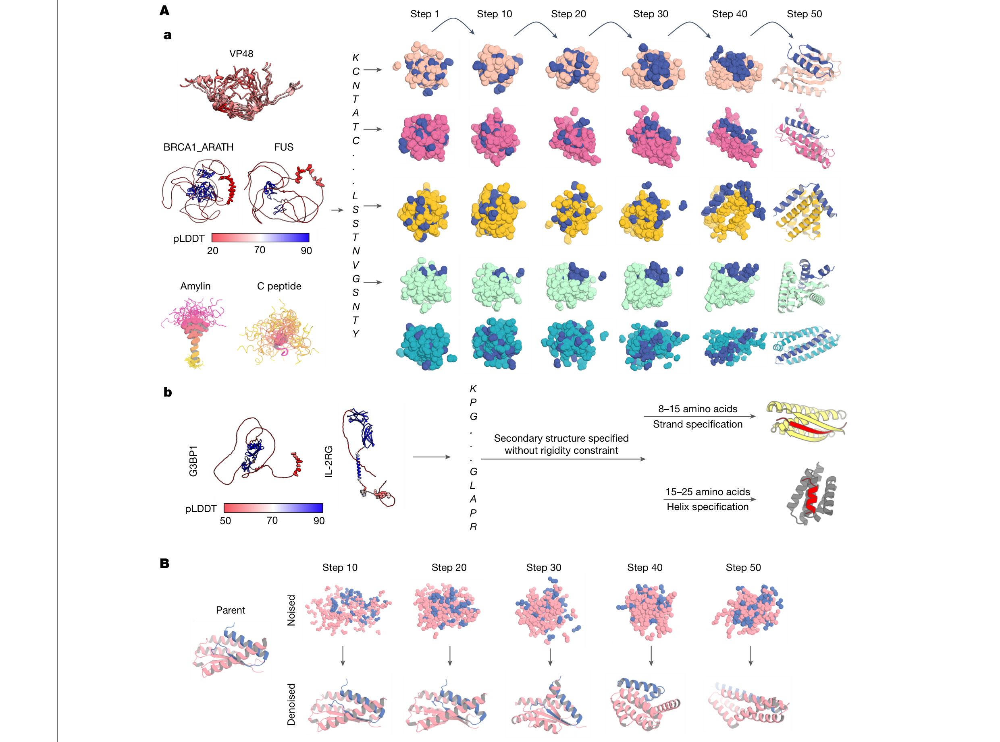 A
Step 1 Step 10 Step 20 Step 30 Step 40 Step 50
a
VP48
BRCA1_ARATH FUS
pLDDT
20 70 90
Amylin C peptide
K
C
N
T
A
T
C
.
.
.
L
S
S
T
N
V
G
S
N
T
Y
b
G3BP1
IL-2RG
pLDDT
50 70 90
K
P
G
.
.
.
G
L
A
P
R
Secondary structure specified
without rigidity constraint
8–15 amino acids
Strand specification
15–25 amino acids
Helix specification
B
Step 10 Step 20 Step 30 Step 40 Step 50
Parent
Noised
Denoised